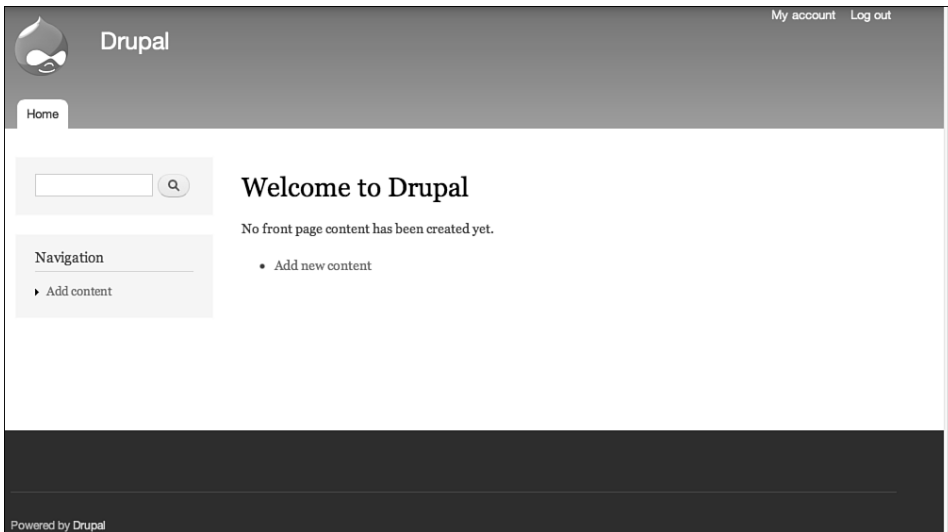 My account Log out
Drupal
Home
Welcome to Drupal
No front page content has been created yet.
Navigation
Add new content
Add content
Powered by Drupal